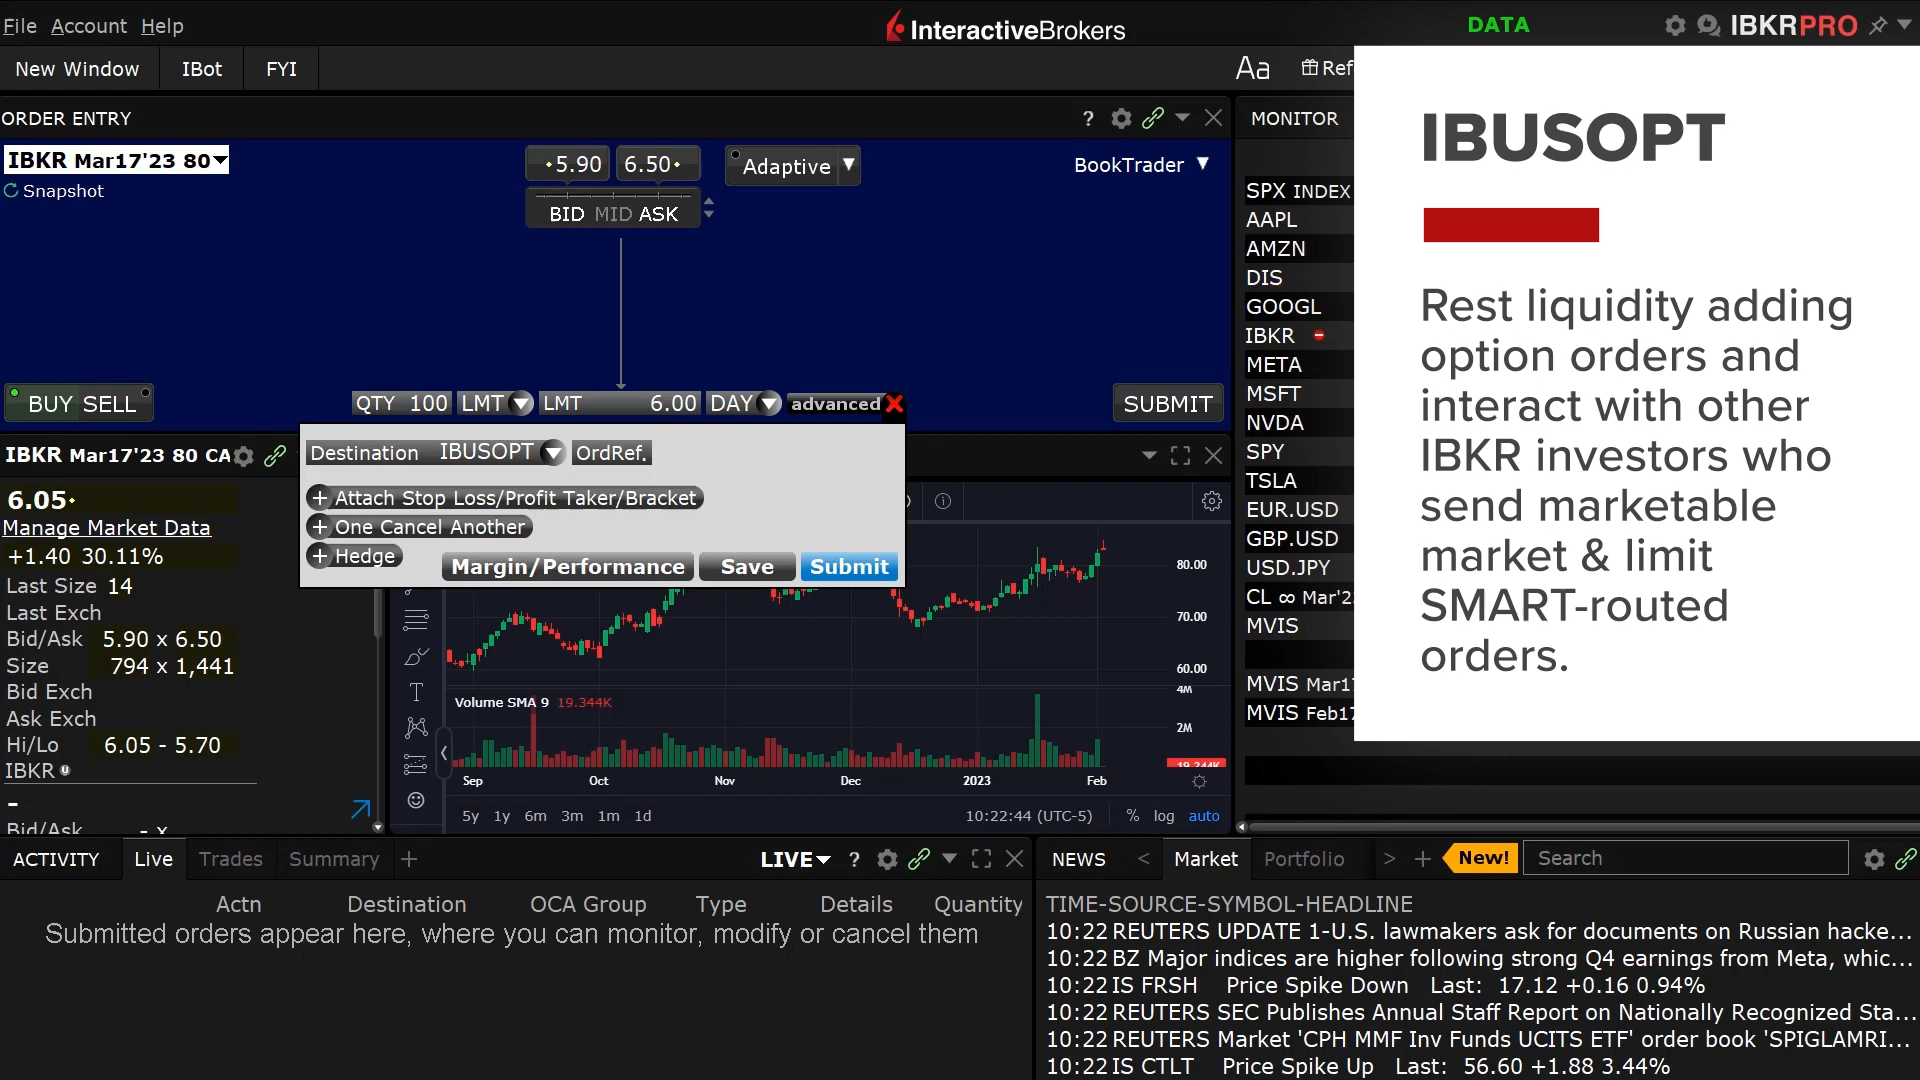 File Account Help
InteractiveBrokers
DATA
IBKRPRO
New Window IBot FYI
Aa
Ref
ORDER ENTRY
?
IBKR Mar17'23 80
Snapshot
5.90 6.50
Adaptive
BookTrader
BID MID ASK
BUY SELL
QTY 100 LMT LMT 6.00 DAY advanced
SUBMIT
Destination IBUSOPT OrdRef.
+ Attach Stop Loss/Profit Taker/Bracket
+ One Cancel Another
+ Hedge
Margin/Performance Save Submit
IBKR Mar17'23 80 CA
6.05
Manage Market Data
+1.40 30.11%
Last Size 14
Last Exch
Bid/Ask 5.90 x 6.50
Size 794 x 1,441
Bid Exch
Ask Exch
Hi/Lo 6.05 - 5.70
IBKR
-
Bid/Ask - x
80.00
70.00
60.00
4M
2M
19.344K
Volume SMA 9 19.344K
Sep Oct Nov Dec 2023 Feb
5y 1y 6m 3m 1m 1d
10:22:44 (UTC-5) % log auto
MONITOR
SPX INDEX
AAPL
AMZN
DIS
GOOGL
IBKR
META
MSFT
NVDA
SPY
TSLA
EUR.USD
GBP.USD
USD.JPY
CL ∞ Mar'2
MVIS
MVIS Mar1
MVIS Feb17
IBUSOPT
Rest liquidity adding
option orders and
interact with other
IBKR investors who
send marketable
market & limit
SMART-routed
orders.
ACTIVITY Live Trades Summary +
LIVE ?
Actn Destination OCA Group Type Details Quantity
Submitted orders appear here, where you can monitor, modify or cancel them
NEWS < Market Portfolio > + New! Search
TIME-SOURCE-SYMBOL-HEADLINE
10:22 REUTERS UPDATE 1-U.S. lawmakers ask for documents on Russian hacke...
10:22 BZ Major indices are higher following strong Q4 earnings from Meta, whic...
10:22 IS FRSH Price Spike Down Last: 17.12 +0.16 0.94%
10:22 REUTERS SEC Publishes Annual Staff Report on Nationally Recognized Sta...
10:22 REUTERS Market 'CPH MMF Inv Funds UCITS ETF' order book 'SPIGLAMRI...
10:22 IS CTLT Price Spike Up Last: 56.60 +1.88 3.44%